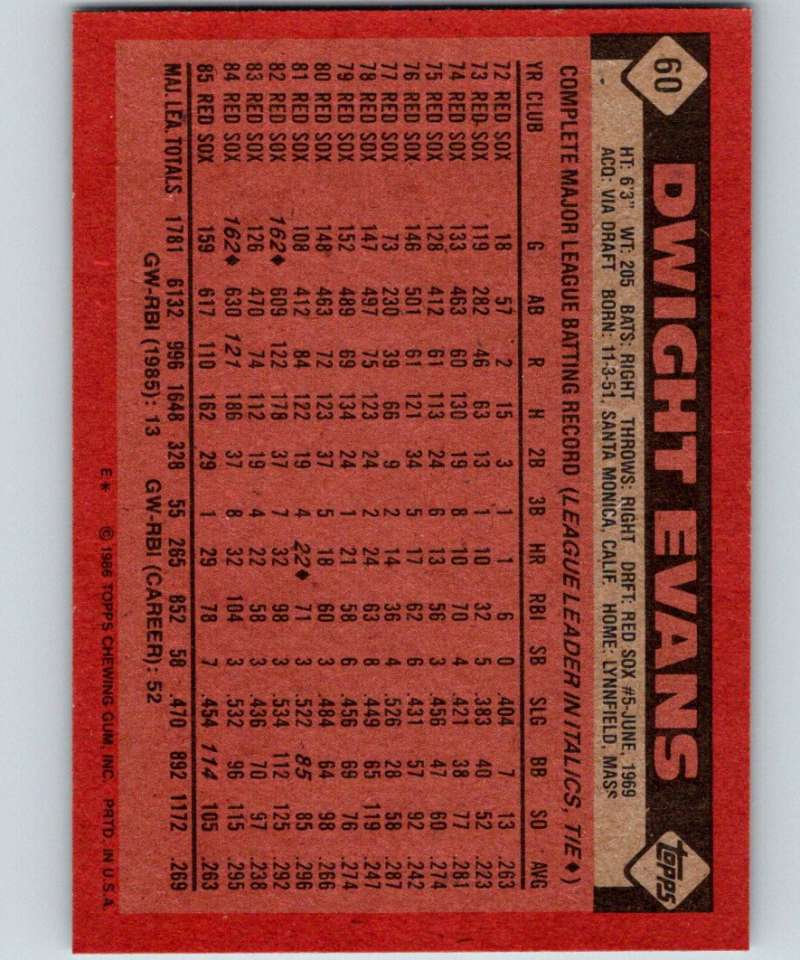 60 DWIGHT EVANS topps
HT: 6'3" WT: 205 BATS: RIGHT THROWS: RIGHT DRFT: RED SOX #5-JUNE, 1969
ACQ: VIA DRAFT BORN: 11-3-51, SANTA MONICA, CALIF. HOME: LYNNFIELD, MASS
COMPLETE MAJOR LEAGUE BATTING RECORD (LEAGUE LEADER IN ITALICS, TIE ♦)
YR CLUB G AB R H 2B 3B HR RBI SB SLG BB SO AVG
72 RED SOX 18 57 2 15 3 1 1 6 0 .404 7 13 .263
73 RED SOX 119 282 46 63 13 1 10 32 5 .383 40 52 .223
74 RED SOX 133 463 60 130 19 8 10 70 4 .421 38 77 .281
75 RED SOX 128 412 61 113 24 6 13 56 3 .456 47 60 .274
76 RED SOX 146 501 61 121 34 5 17 62 6 .431 57 92 .242
77 RED SOX 73 230 39 66 9 2 14 36 4 .526 28 58 .287
78 RED SOX 147 497 75 123 24 2 24 63 8 .449 65 119 .247
79 RED SOX 152 489 69 134 24 1 21 58 6 .456 69 76 .274
80 RED SOX 148 463 72 123 37 5 18 60 3 .484 64 98 .266
81 RED SOX 108 412 84 122 19 4 22♦ 71 3 .522 85 85 .296
82 RED SOX 162♦ 609 122 178 37 7 32 98 3 .534 112 125 .292
83 RED SOX 126 470 74 112 19 4 22 58 3 .436 70 97 .238
84 RED SOX 162♦ 630 121 186 37 8 32 104 3 .532 96 115 .295
85 RED SOX 159 617 110 162 29 1 29 78 7 .454 114 105 .263
MAJ. LEA. TOTALS 1781 6132 996 1648 328 55 265 852 58 .470 892 1172 .269
GW-RBI (1985): 13 GW-RBI (CAREER): 52
E* © 1986 TOPPS CHEWING GUM, INC. PRTD. IN U.S.A.